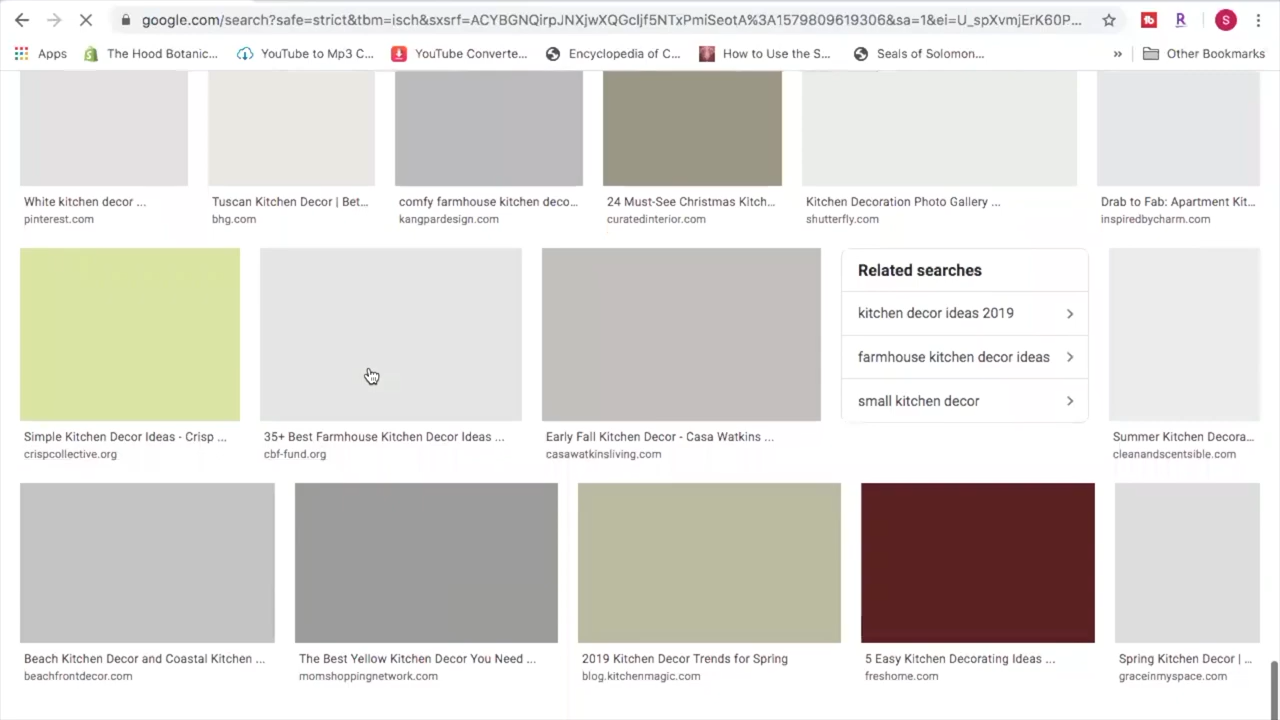 google.com/search?safe=strict&tbm=isch&sxsrf=ACYBGNQirpJNXjwXQGcIjf5NTxPmiSeotA%3A1579809619306&sa=1&ei=U_spXvmjErK60P...
S
Apps
The Hood Botanic...
YouTube to Mp3 C...
YouTube Converte...
Encyclopedia of C...
How to Use the S...
Seals of Solomon...
»
Other Bookmarks
White kitchen decor ...
pinterest.com
Tuscan Kitchen Decor | Bet...
bhg.com
comfy farmhouse kitchen deco...
kangpardesign.com
24 Must-See Christmas Kitch...
curatedinterior.com
Kitchen Decoration Photo Gallery ...
shutterfly.com
Drab to Fab: Apartment Kit...
inspiredbycharm.com
Simple Kitchen Decor Ideas - Crisp ...
crispcollective.org
35+ Best Farmhouse Kitchen Decor Ideas ...
cbf-fund.org
Early Fall Kitchen Decor - Casa Watkins ...
casawatkinsliving.com
Related searches
kitchen decor ideas 2019
farmhouse kitchen decor ideas
small kitchen decor
Summer Kitchen Decora...
cleanandscentsible.com
Beach Kitchen Decor and Coastal Kitchen ...
beachfrontdecor.com
The Best Yellow Kitchen Decor You Need ...
momshoppingnetwork.com
2019 Kitchen Decor Trends for Spring
blog.kitchenmagic.com
5 Easy Kitchen Decorating Ideas ...
freshome.com
Spring Kitchen Decor | ...
graceinmyspace.com